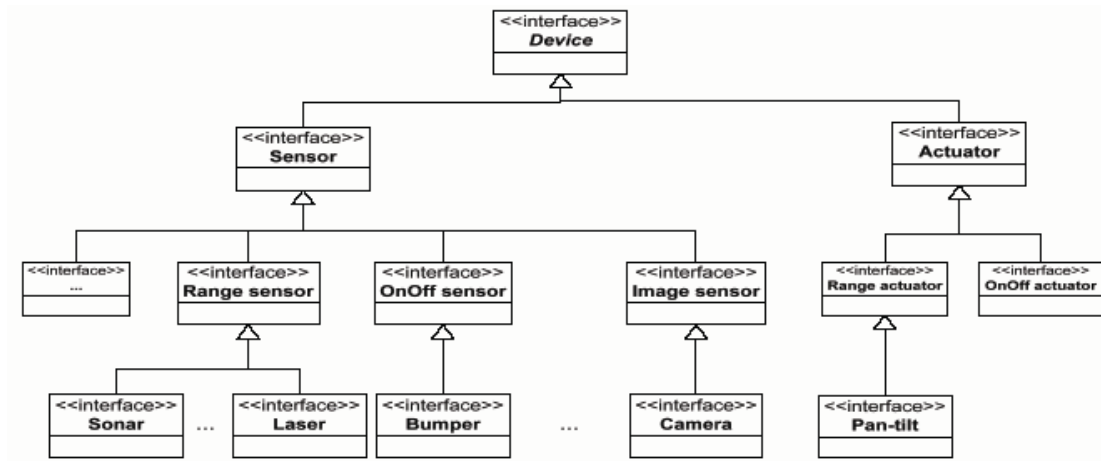 <<interface>>
Device
<<interface>>
Sensor
<<interface>>
Actuator
<<interface>>
...
<<interface>>
Range sensor
<<interface>>
OnOff sensor
<<interface>>
Image sensor
<<interface>>
Range actuator
<<interface>>
OnOff actuator
<<interface>>
Sonar
...
<<interface>>
Laser
<<interface>>
Bumper
...
<<interface>>
Camera
<<interface>>
Pan-tilt